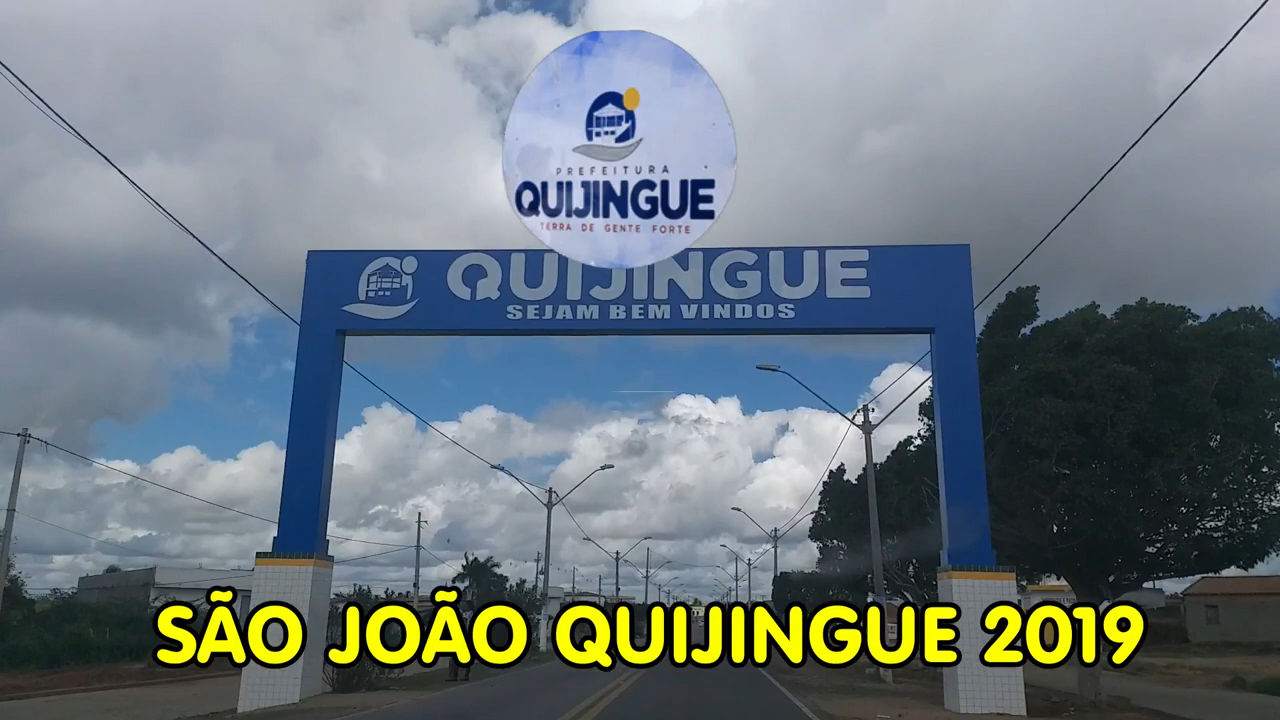 PREFEITURA
QUIJINGUE
TERRA DE GENTE FORTE
QUIJINGUE
SEJAM BEM VINDOS
SÃO JOÃO QUIJINGUE 2019